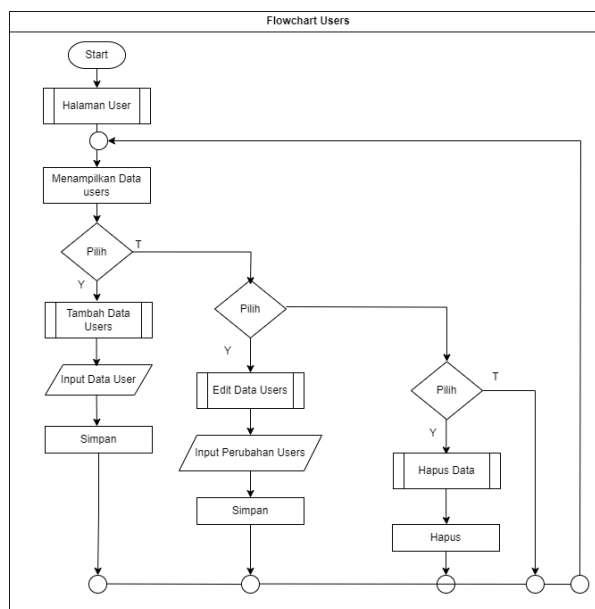 Flowchart Users
Start
Halaman User
Menampilkan Data
users
Pilih
T
Y
Tambah Data
Users
Input Data User
Simpan
Pilih
Y
Edit Data Users
Input Perubahan Users
Simpan
Pilih
T
Y
Hapus Data
Hapus